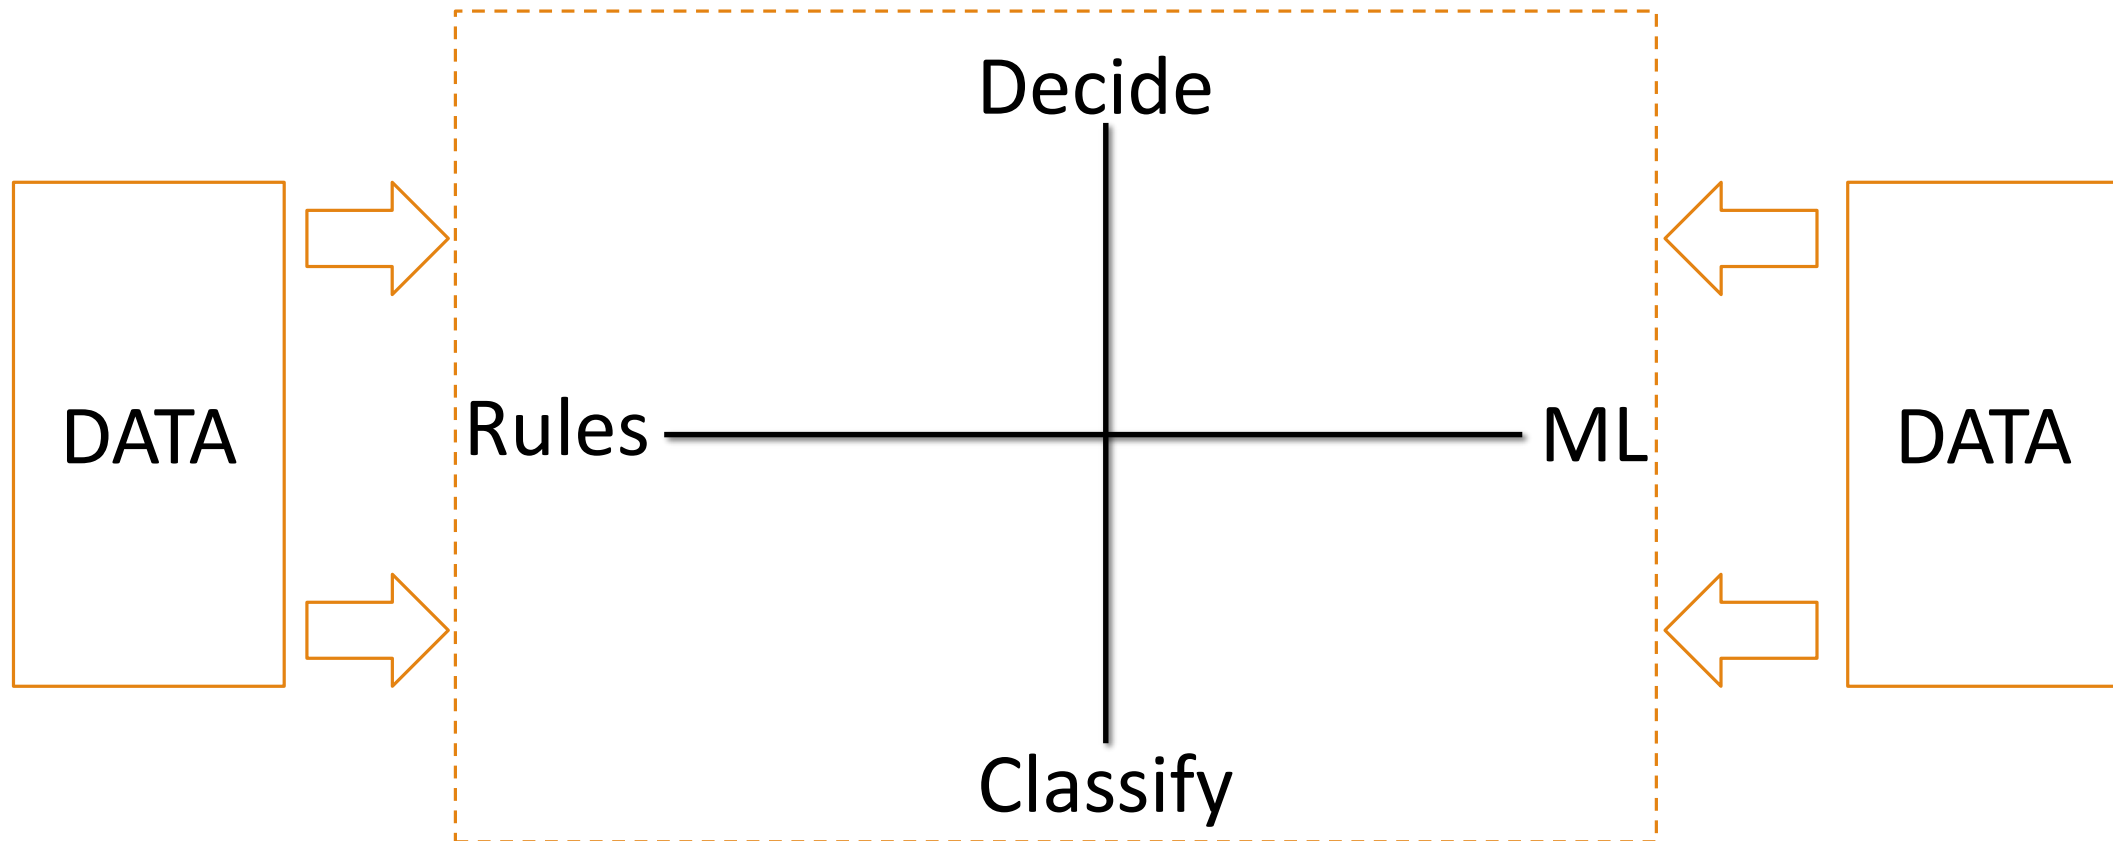 Decide
DATA
Rules
ML
DATA
Classify